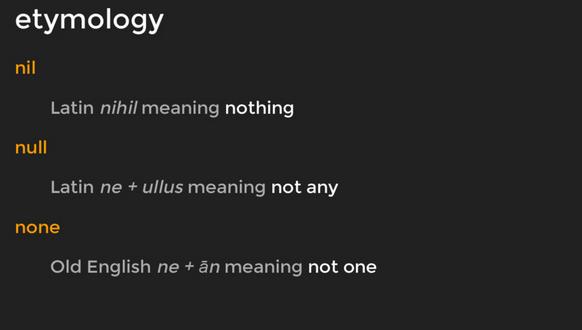 etymology
nil
Latin nihil meaning nothing
null
Latin ne + ullus meaning not any
none
Old English ne + ān meaning not one